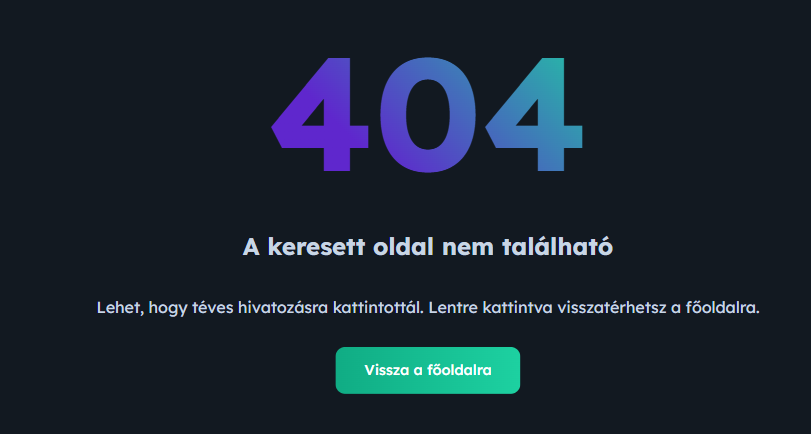 404
A keresett oldal nem található
Lehet, hogy téves hivatozásra kattintottál. Lentre kattintva visszatérhetsz a főoldalra.
Vissza a főoldalra